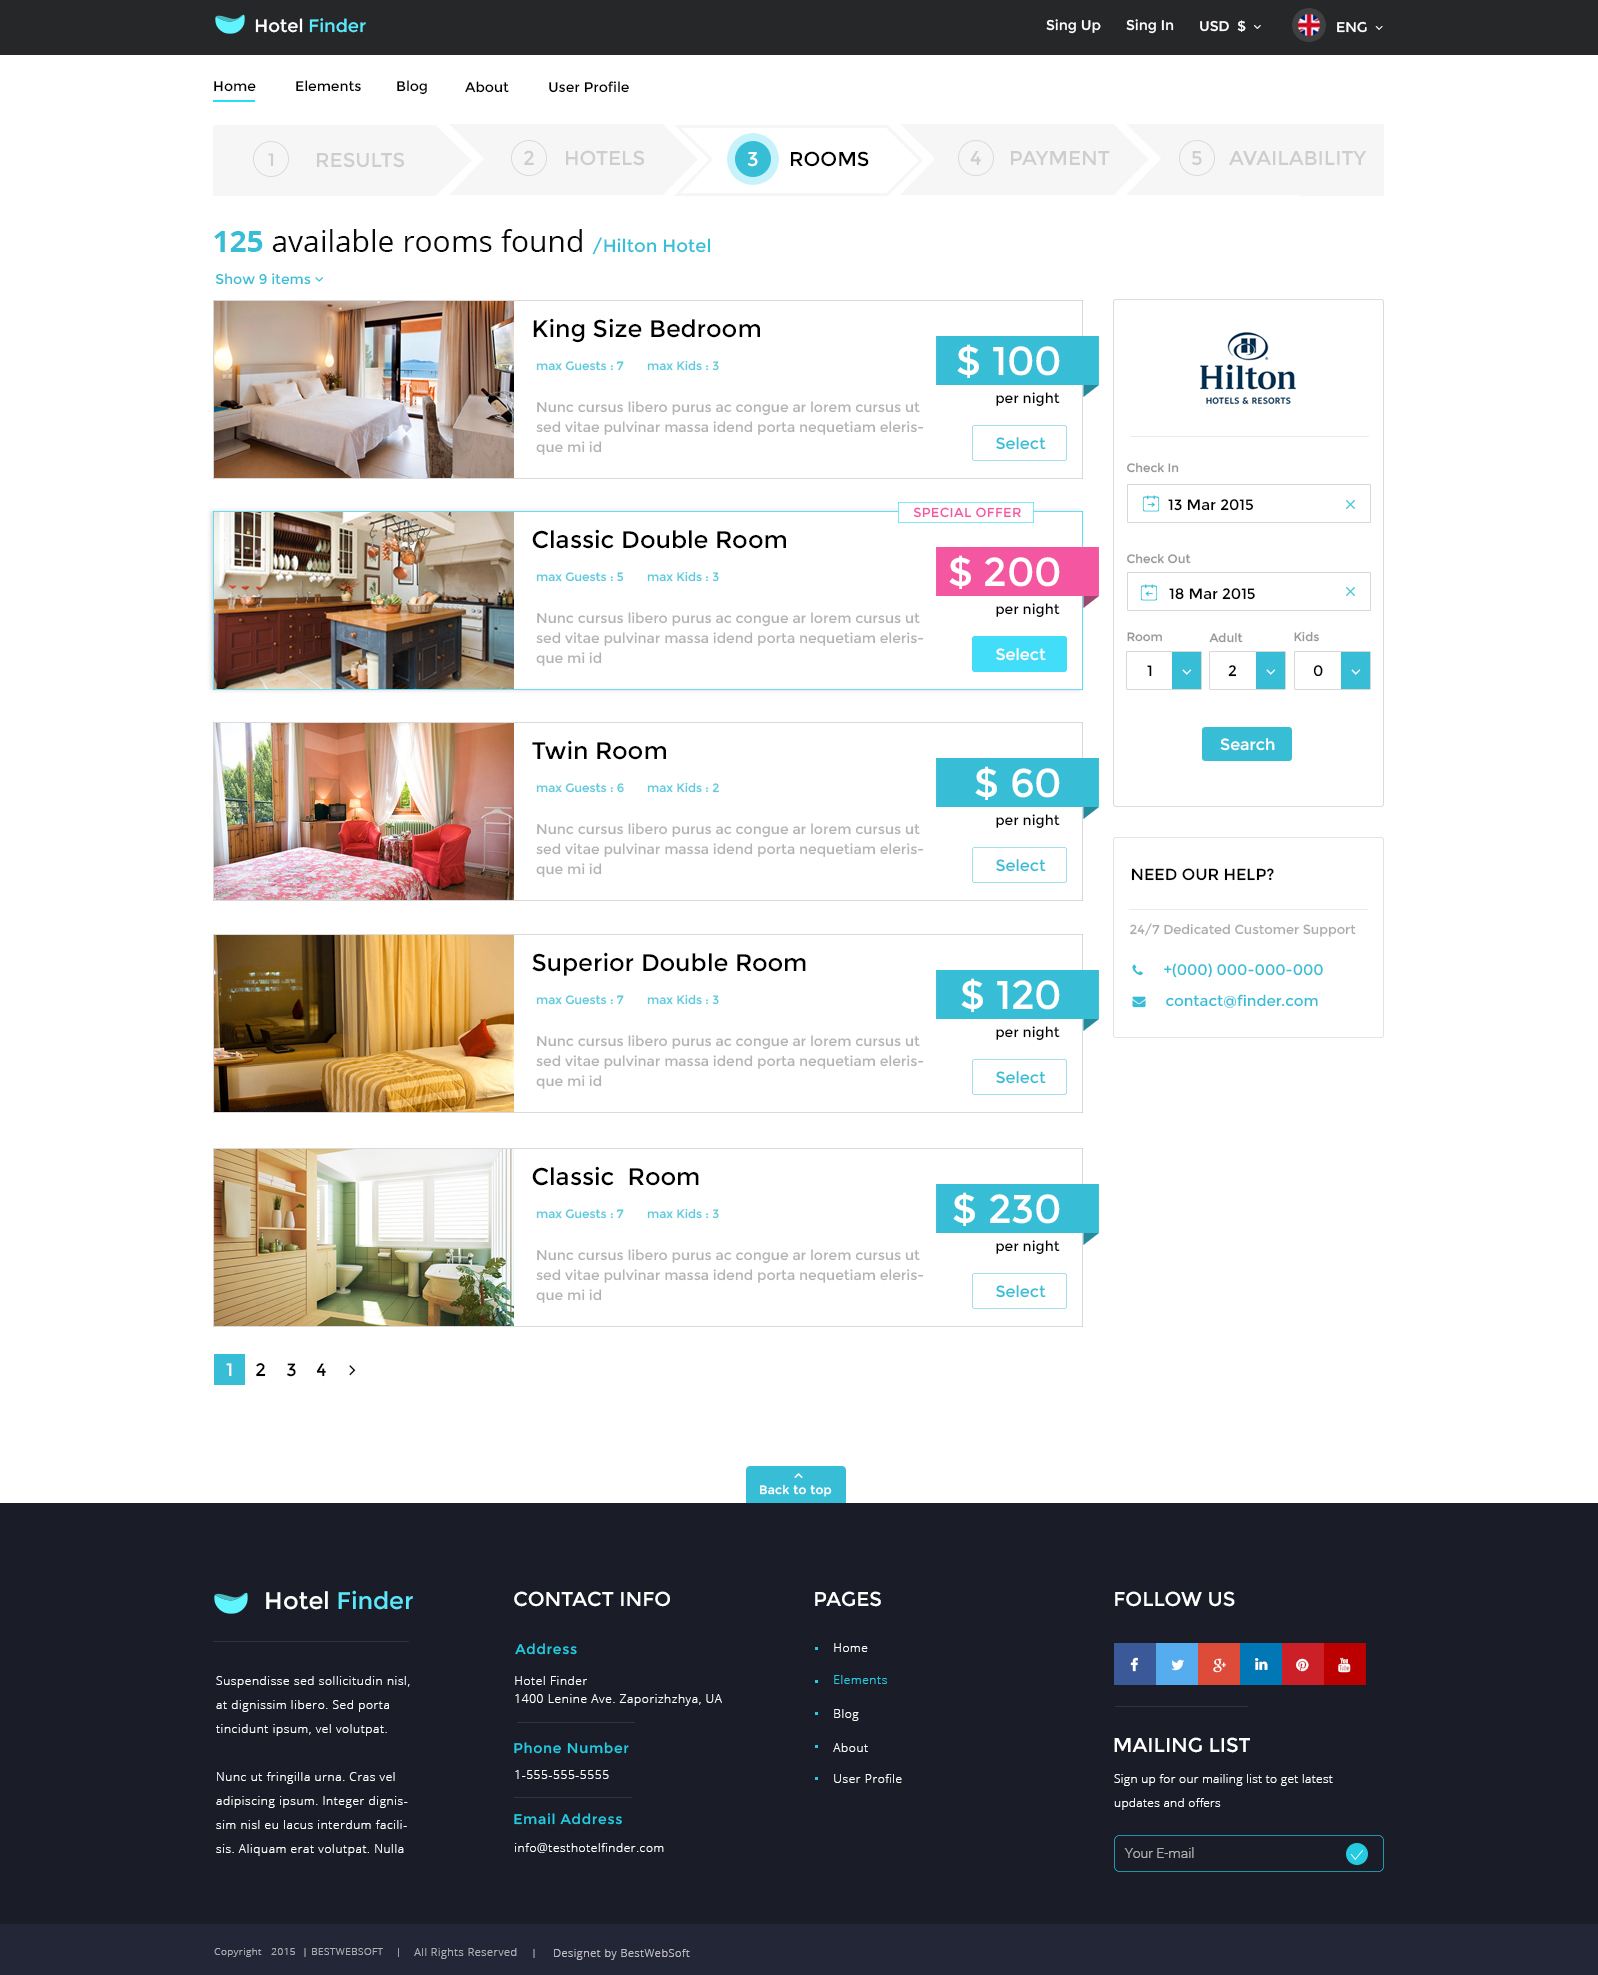 Hotel Finder
Sing Up
Sing In
USD $
ENG
Home
Elements
Blog
About
User Profile
1 RESULTS
2 HOTELS
3 ROOMS
4 PAYMENT
5 AVAILABILITY
125 available rooms found /Hilton Hotel
Show 9 items
King Size Bedroom
max Guests : 7 max Kids : 3
Nunc cursus libero purus ac congue ar lorem cursus ut
sed vitae pulvinar massa idend porta nequetiam eleris-
que mi id
$ 100
per night
Select
SPECIAL OFFER
Classic Double Room
max Guests : 5 max Kids : 3
Nunc cursus libero purus ac congue ar lorem cursus ut
sed vitae pulvinar massa idend porta nequetiam eleris-
que mi id
$ 200
per night
Select
Twin Room
max Guests : 6 max Kids : 2
Nunc cursus libero purus ac congue ar lorem cursus ut
sed vitae pulvinar massa idend porta nequetiam eleris-
que mi id
$ 60
per night
Select
Superior Double Room
max Guests : 7 max Kids : 3
Nunc cursus libero purus ac congue ar lorem cursus ut
sed vitae pulvinar massa idend porta nequetiam eleris-
que mi id
$ 120
per night
Select
Classic Room
max Guests : 7 max Kids : 3
Nunc cursus libero purus ac congue ar lorem cursus ut
sed vitae pulvinar massa idend porta nequetiam eleris-
que mi id
$ 230
per night
Select
1 2 3 4 >
Hilton
HOTELS & RESORTS
Check In
13 Mar 2015
Check Out
18 Mar 2015
Room Adult Kids
1 2 0
Search
NEED OUR HELP?
24/7 Dedicated Customer Support
+(000) 000-000-000
contact@finder.com
Back to top
Hotel Finder
Suspendisse sed sollicitudin nisl,
at dignissim libero. Sed porta
tincidunt ipsum, vel volutpat.
Nunc ut fringilla urna. Cras vel
adipiscing ipsum. Integer dignis-
sim nisl eu lacus interdum facili-
sis. Aliquam erat volutpat. Nulla
CONTACT INFO
Address
Hotel Finder
1400 Lenine Ave. Zaporizhzhya, UA
Phone Number
1-555-555-5555
Email Address
info@testhotelfinder.com
PAGES
Home
Elements
Blog
About
User Profile
FOLLOW US
MAILING LIST
Sign up for our mailing list to get latest
updates and offers
Your E-mail
Copyright 2015 | BESTWEBSOFT | All Rights Reserved | Designet by BestWebSoft